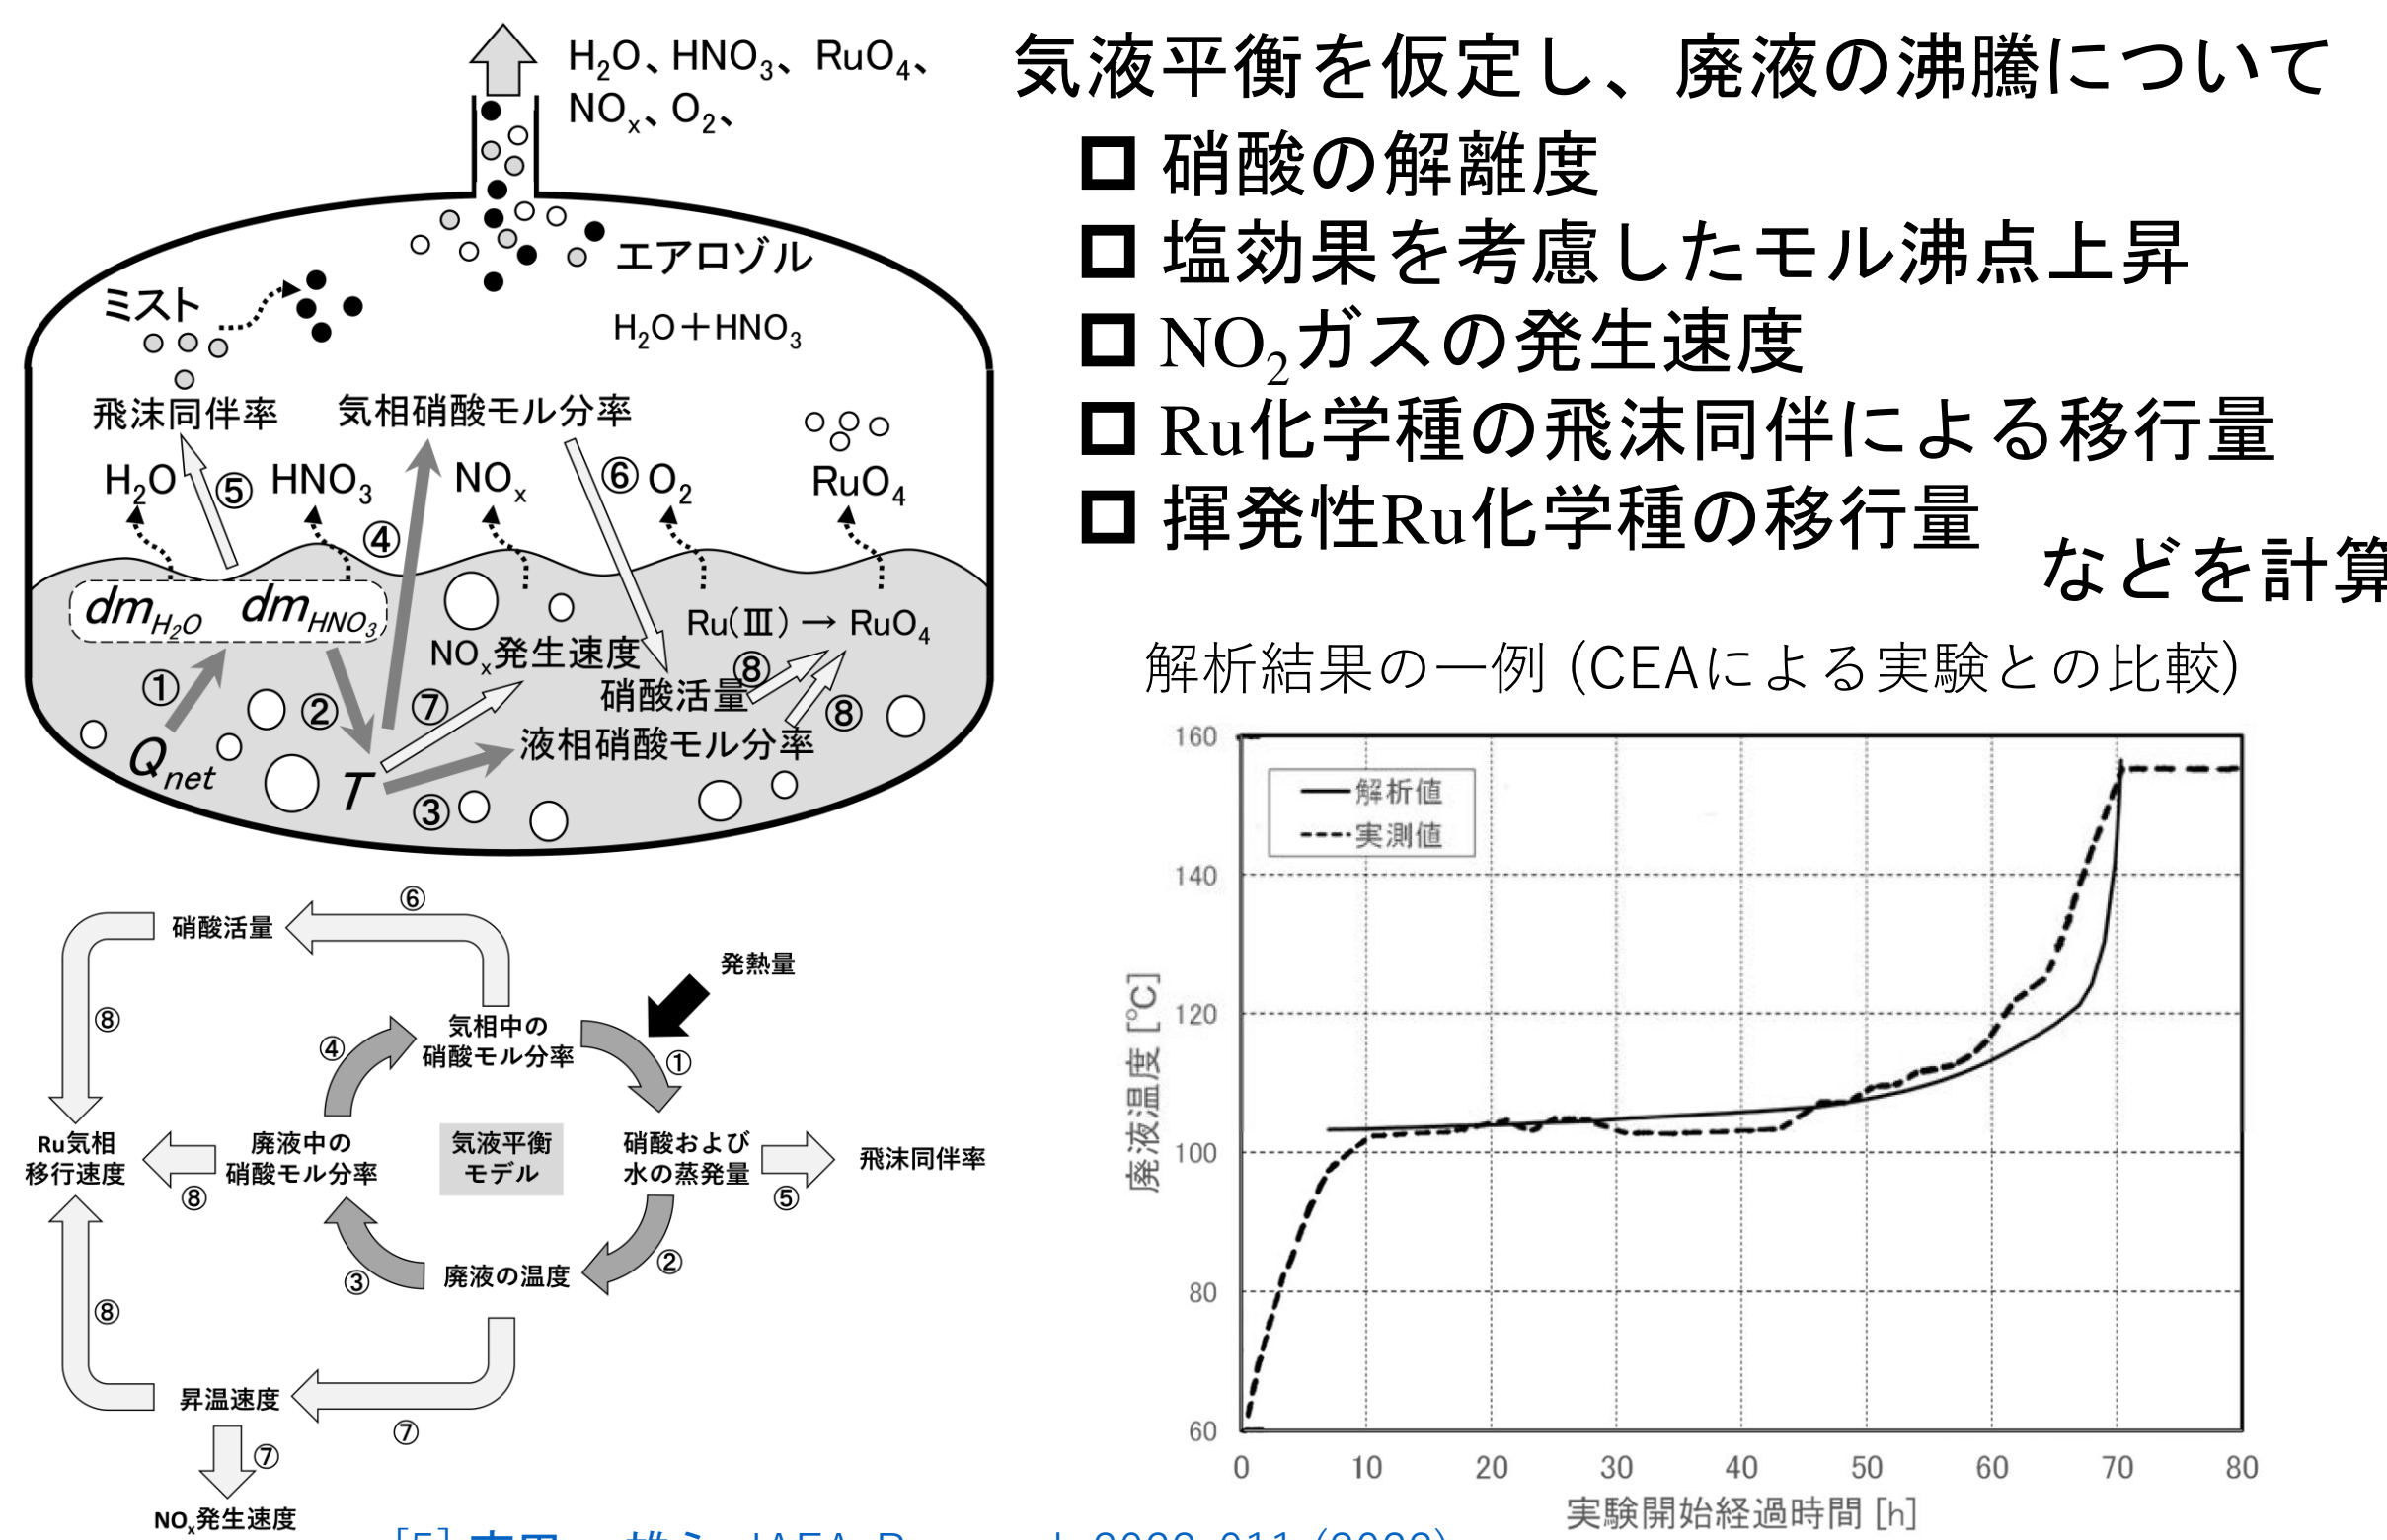 H₂O、HNO₃、RuO₄、
NOₓ、O₂、
エアロゾル
ミスト
H₂O＋HNO₃
飛沫同伴率
気相硝酸モル分率
H₂O
⑤
HNO₃
NOₓ
⑥
O₂
RuO₄
④
dm_H₂O
dm_HNO₃
Ru(Ⅲ) → RuO₄
NOₓ発生速度
⑧
①
②
⑦
硝酸活量
⑧
液相硝酸モル分率
Q_net
T
③
⑥
硝酸活量
発熱量
⑧
気相中の
硝酸モル分率
④
①
Ru気相
移行速度
廃液中の
硝酸モル分率
気液平衡
モデル
硝酸および
水の蒸発量
飛沫同伴率
⑧
⑤
②
廃液の温度
③
⑧
昇温速度
⑦
⑦
NOₓ発生速度
気液平衡を仮定し、廃液の沸騰について
硝酸の解離度
塩効果を考慮したモル沸点上昇
NO₂ガスの発生速度
Ru化学種の飛沫同伴による移行量
揮発性Ru化学種の移行量
などを計算
解析結果の一例 (CEAによる実験との比較)
160
解析値
実測値
140
120
100
80
60
廃液温度 [℃]
0 10 20 30 40 50 60 70 80
実験開始経過時間 [h]